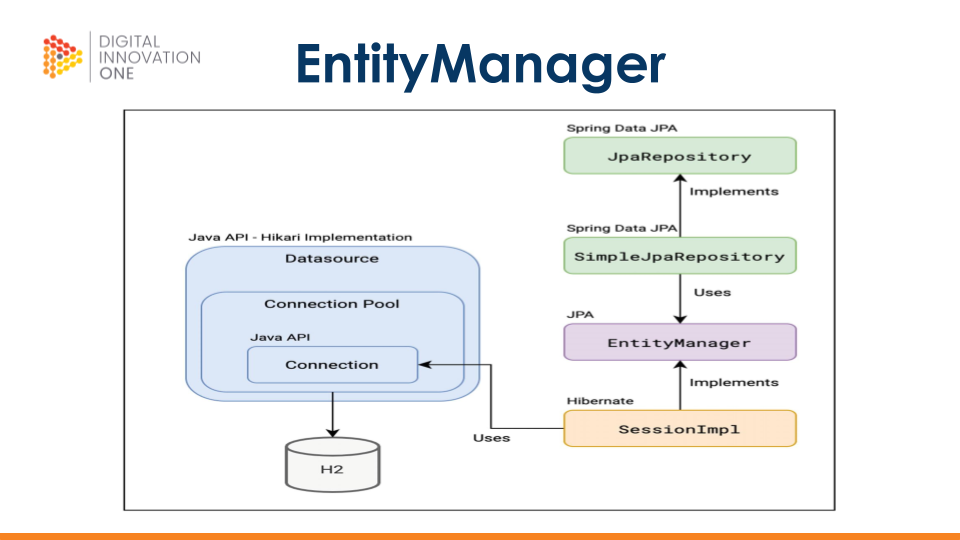 DIGITAL
INNOVATION
ONE
EntityManager
Spring Data JPA
JpaRepository
Implements
Spring Data JPA
SimpleJpaRepository
Uses
JPA
EntityManager
Implements
Hibernate
SessionImpl
Uses
Java API - Hikari Implementation
Datasource
Connection Pool
Java API
Connection
H2